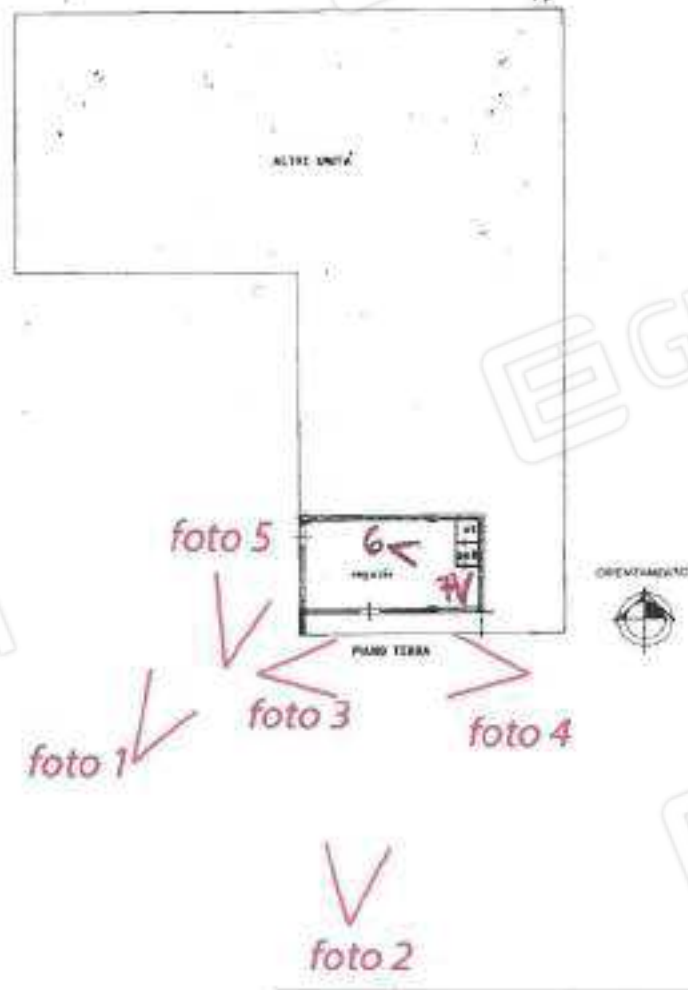 ALTRE UNITA'
foto 5
6
negozio
7
ORIENTAMENTO
PIANO TERRA
foto 3
foto 4
foto 1
foto 2